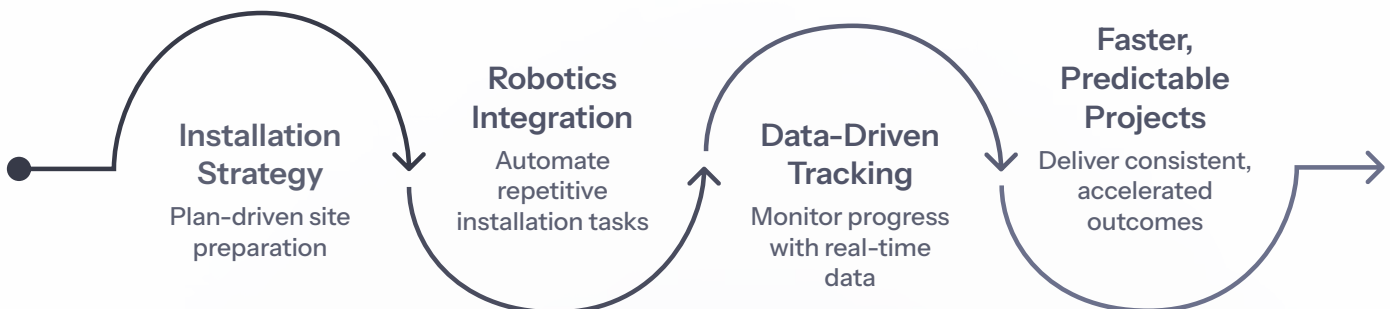 Installation
Strategy
Plan-driven site
preparation
Robotics
Integration
Automate
repetitive
installation tasks
Data-Driven
Tracking
Monitor progress
with real-time
data
Faster,
Predictable
Projects
Deliver consistent,
accelerated
outcomes